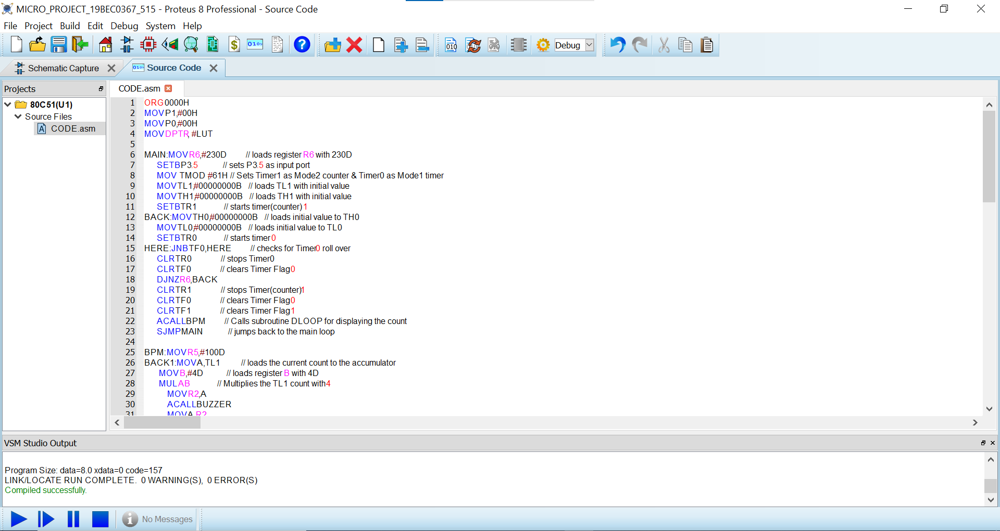 MICRO_PROJECT_19BEC0367_515 - Proteus 8 Professional - Source Code
File Project Build Edit Debug System Help
Debug
Schematic Capture
Source Code
Projects
80C51(U1)
Source Files
CODE.asm
CODE.asm
1 ORG 0000H
2 MOV P1,#00H
3 MOV P0,#00H
4 MOV DPTR, #LUT
5
6 MAIN:MOV R6,#230D // loads register R6 with 230D
7 SETB P3.5 // sets P3.5 as input port
8 MOV TMOD #61H // Sets Timer1 as Mode2 counter & Timer0 as Mode1 timer
9 MOV TL1,#00000000B // loads TL1 with initial value
10 MOV TH1,#00000000B // loads TH1 with initial value
11 SETB TR1 // starts timer(counter) 1
12 BACK:MOV TH0,#00000000B // loads initial value to TH0
13 MOV TL0,#00000000B // loads initial value to TL0
14 SETB TR0 // starts timer 0
15 HERE:JNB TF0,HERE // checks for Timer0 roll over
16 CLR TR0 // stops Timer0
17 CLR TF0 // clears Timer Flag0
18 DJNZ R6,BACK
19 CLR TR1 // stops Timer(counter)1
20 CLR TF0 // clears Timer Flag0
21 CLR TF1 // clears Timer Flag1
22 ACALL BPM // Calls subroutine DLOOP for displaying the count
23 SJMP MAIN // jumps back to the main loop
24
25 BPM:MOV R5,#100D
26 BACK1:MOV A,TL1 // loads the current count to the accumulator
27 MOV B,#4D // loads register B with 4D
28 MUL AB // Multiplies the TL1 count with 4
29 MOV R2,A
30 ACALL BUZZER
31 MOV A,R2
VSM Studio Output
Program Size: data=8.0 xdata=0 code=157
LINK/LOCATE RUN COMPLETE. 0 WARNING(S), 0 ERROR(S)
Compiled successfully.
No Messages